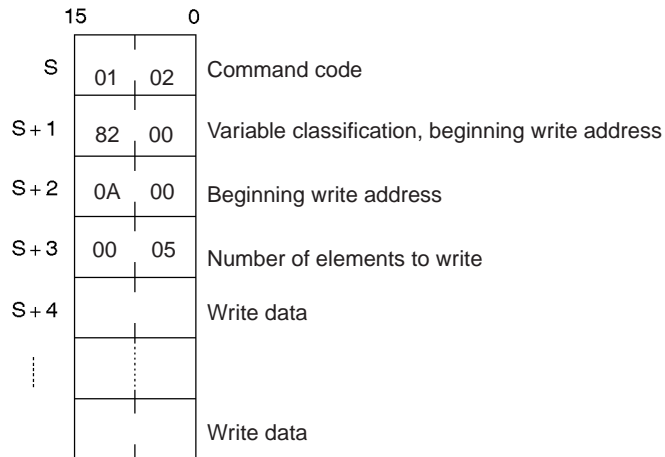 15 0
S 01 02 Command code
S+1 82 00 Variable classification, beginning write address
S+2 0A 00 Beginning write address
S+3 00 05 Number of elements to write
S+4 Write data
Write data